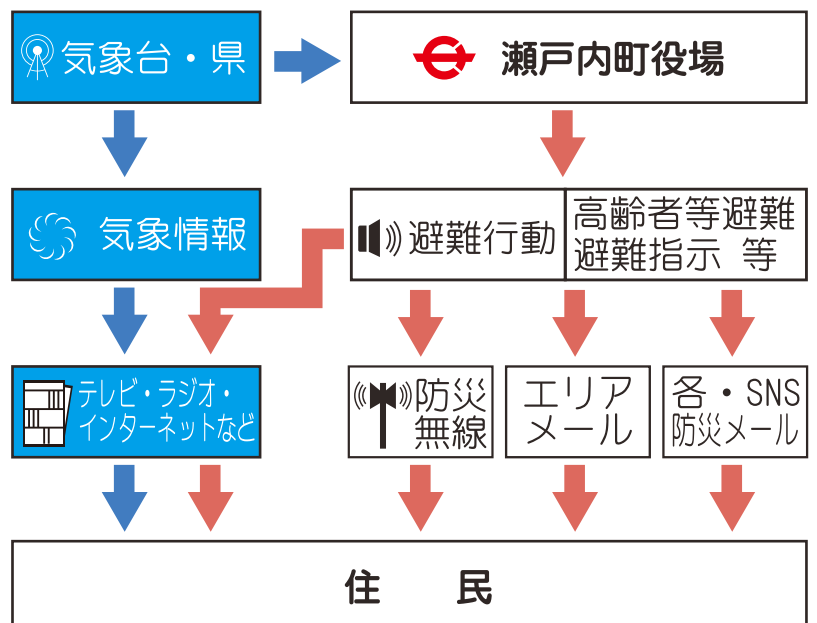 気象台・県
瀬戸内町役場
気象情報
避難行動
高齢者等避難
避難指示 等
テレビ・ラジオ・
インターネットなど
防災
無線
エリア
メール
各・SNS
防災メール
住 民